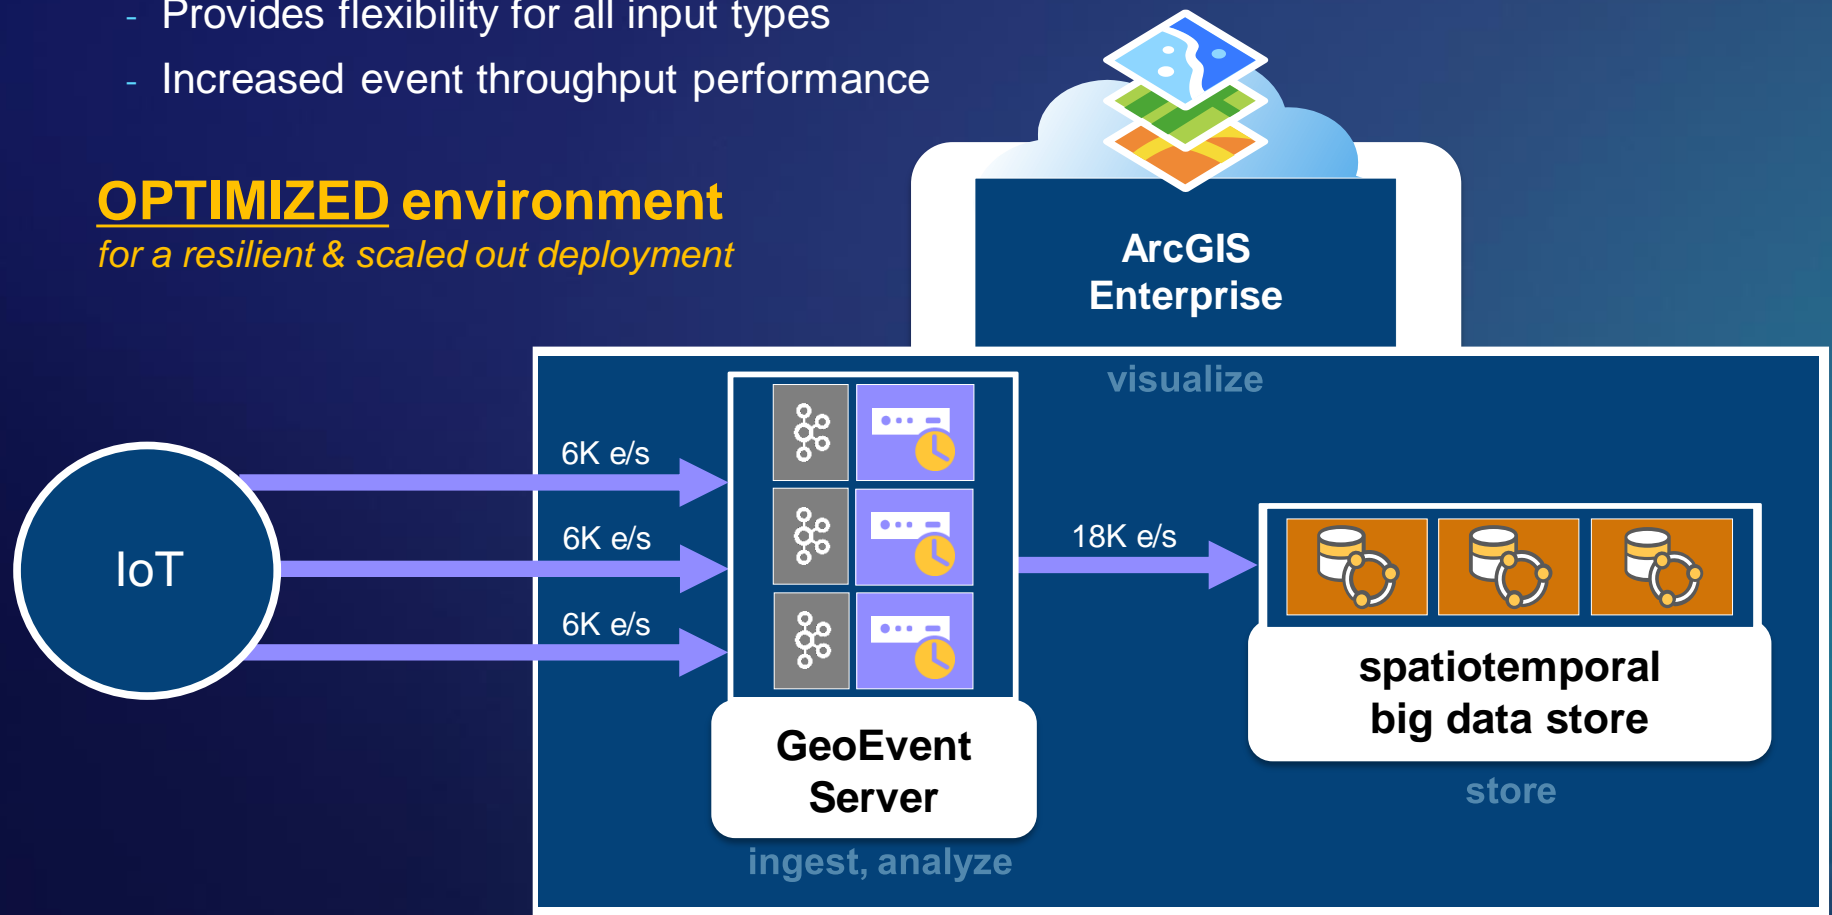 - Provides flexibility for all input types
- Increased event throughput performance
OPTIMIZED environment
for a resilient & scaled out deployment
ArcGIS
Enterprise
visualize
6K e/s
6K e/s
6K e/s
IoT
18K e/s
GeoEvent
Server
ingest, analyze
spatiotemporal
big data store
store